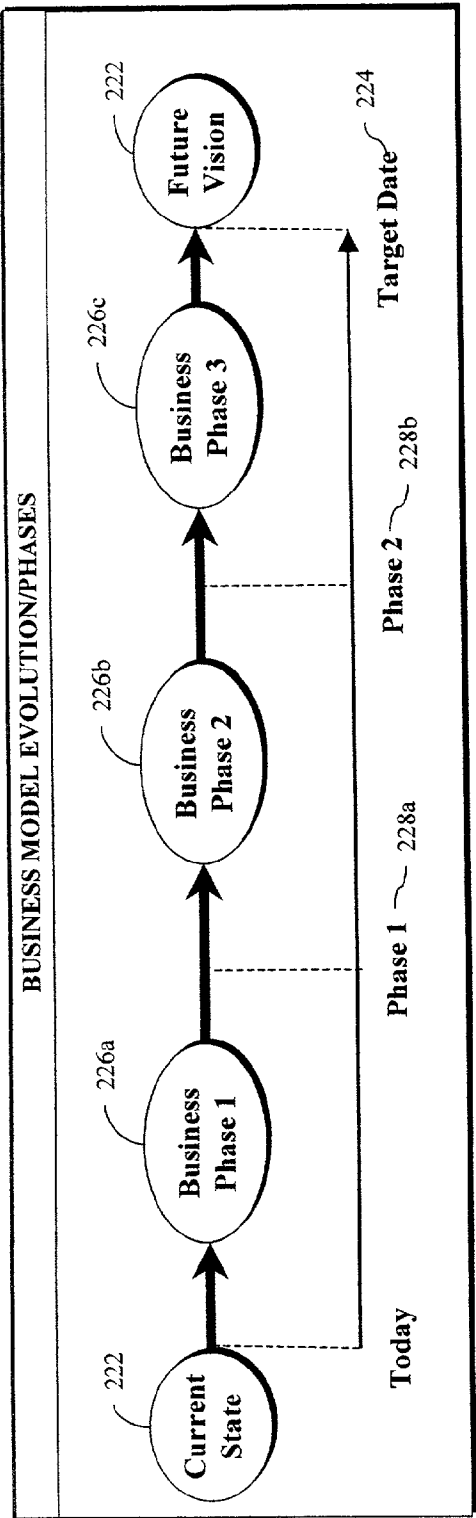 BUSINESS MODEL EVOLUTION/PHASES
222
226a
226b
226c
222
Current
State
Business
Phase 1
Business
Phase 2
Business
Phase 3
Future
Vision
Today
Phase 1 228a
Phase 2 228b
Target Date 224